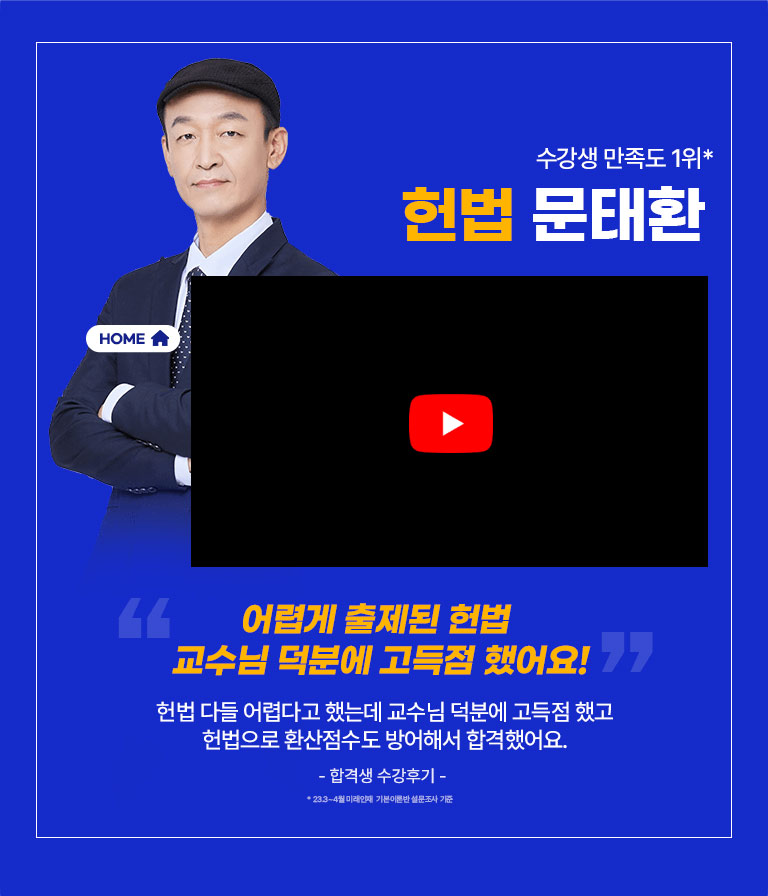 수강생 만족도 1위*
헌법 문태환
HOME
“ 어렵게 출제된 헌법
교수님 덕분에 고득점 했어요! ”
헌법 다들 어렵다고 했는데 교수님 덕분에 고득점 했고
헌법으로 환산점수도 방어해서 합격했어요.
- 합격생 수강후기 -
* 23.3~4월 미래인재 기본이론반 설문조사 기준